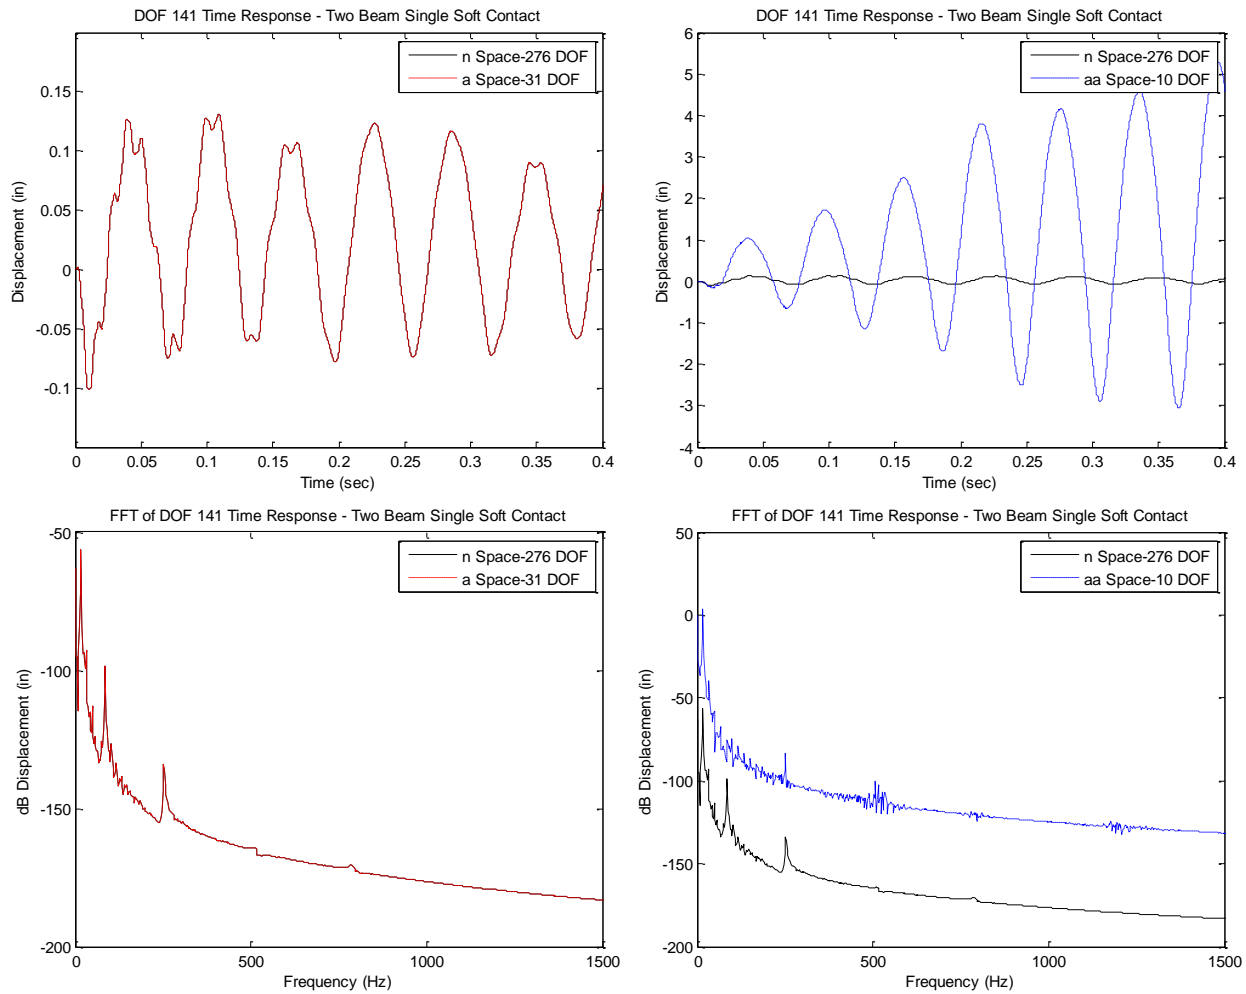 DOF 141 Time Response - Two Beam Single Soft Contact
n Space-276 DOF
a Space-31 DOF
0.15
0.1
0.05
0
-0.05
-0.1
Displacement (in)
0 0.05 0.1 0.15 0.2 0.25 0.3 0.35 0.4
Time (sec)
DOF 141 Time Response - Two Beam Single Soft Contact
n Space-276 DOF
aa Space-10 DOF
6
5
4
3
2
1
0
-1
-2
-3
-4
Displacement (in)
0 0.05 0.1 0.15 0.2 0.25 0.3 0.35 0.4
Time (sec)
FFT of DOF 141 Time Response - Two Beam Single Soft Contact
n Space-276 DOF
a Space-31 DOF
-50
-100
-150
-200
dB Displacement (in)
0 500 1000 1500
Frequency (Hz)
FFT of DOF 141 Time Response - Two Beam Single Soft Contact
n Space-276 DOF
aa Space-10 DOF
50
0
-50
-100
-150
-200
dB Displacement (in)
0 500 1000 1500
Frequency (Hz)